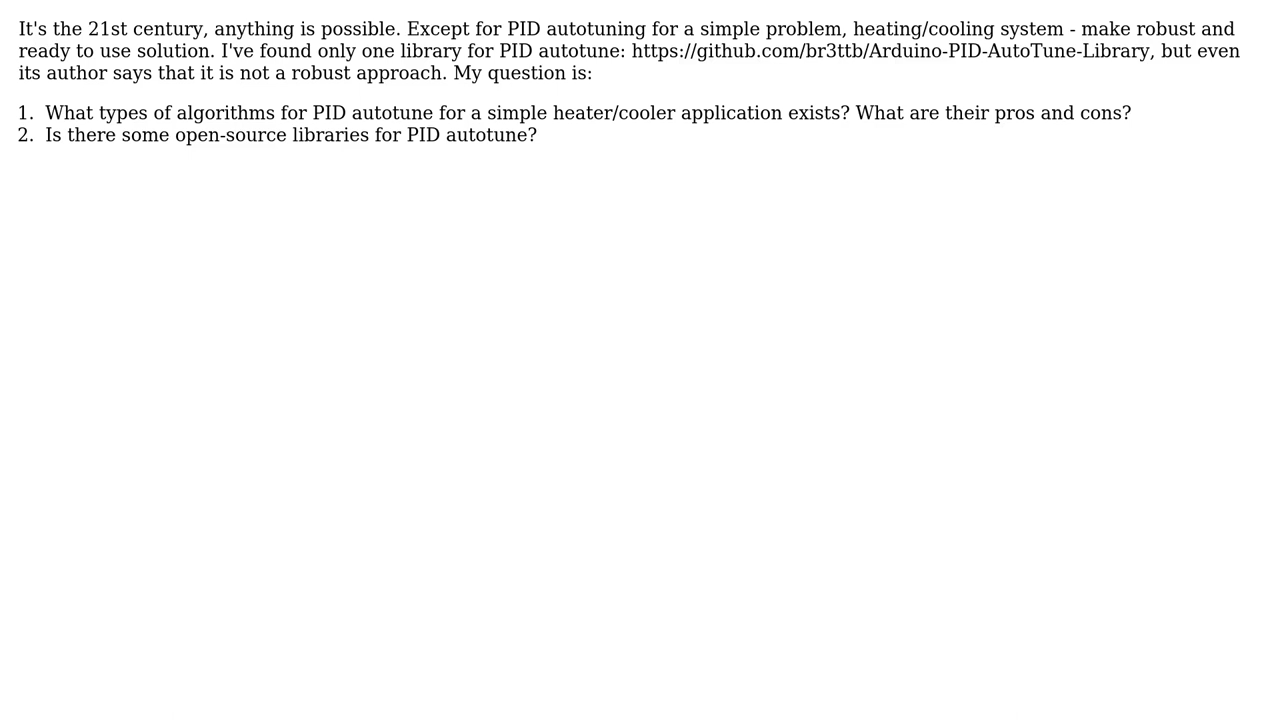 It's the 21st century, anything is possible. Except for PID autotuning for a simple problem, heating/cooling system - make robust and
ready to use solution. I've found only one library for PID autotune: https://github.com/br3ttb/Arduino-PID-AutoTune-Library, but even
its author says that it is not a robust approach. My question is:
1. What types of algorithms for PID autotune for a simple heater/cooler application exists? What are their pros and cons?
2. Is there some open-source libraries for PID autotune?